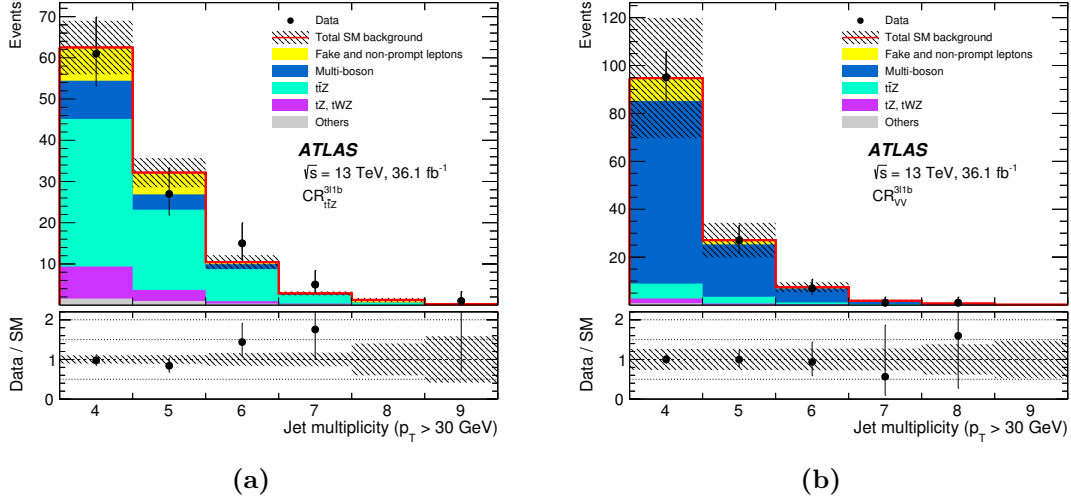 Events
70
60
50
40
30
20
10
Data
Total SM background
Fake and non-prompt leptons
Multi-boson
tt̄Z
tZ, tWZ
Others
ATLAS
√s = 13 TeV, 36.1 fb⁻¹
CR^{3l1b}_{tt̄Z}
Data / SM
2
1
0
4 5 6 7 8 9
Jet multiplicity (p_T > 30 GeV)
(a)
Events
120
100
80
60
40
20
Data
Total SM background
Fake and non-prompt leptons
Multi-boson
tt̄Z
tZ, tWZ
Others
ATLAS
√s = 13 TeV, 36.1 fb⁻¹
CR^{3l1b}_{VV}
Data / SM
2
1
0
4 5 6 7 8 9
Jet multiplicity (p_T > 30 GeV)
(b)